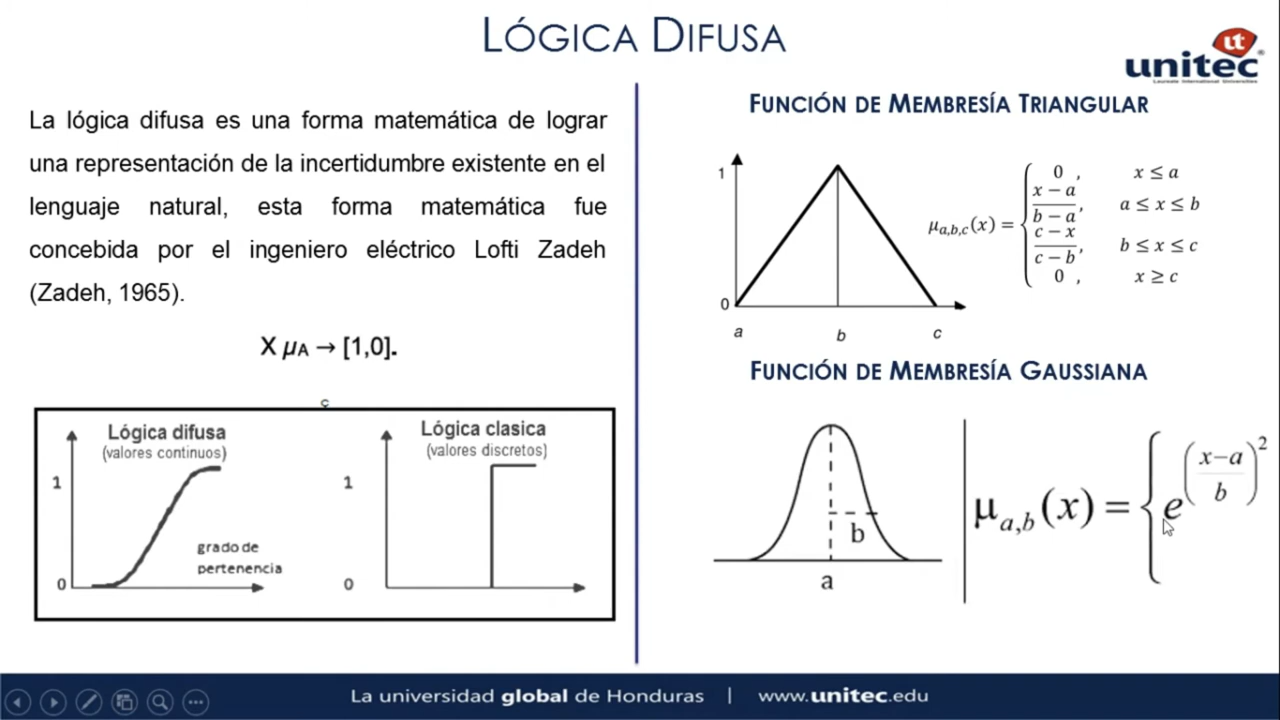 LÓGICA DIFUSA
ut
unitec
Laureate International Universities
La lógica difusa es una forma matemática de lograr
una representación de la incertidumbre existente en el
lenguaje natural, esta forma matemática fue
concebida por el ingeniero eléctrico Lofti Zadeh
(Zadeh, 1965).
X μA → [1,0].
Lógica difusa
(valores continuos)
1
0
grado de
pertenencia
Lógica clasica
(valores discretos)
1
0
FUNCIÓN DE MEMBRESÍA TRIANGULAR
1
0
a b c
μa,b,c(x) =
0 , x ≤ a
x − a / b − a , a ≤ x ≤ b
c − x / c − b , b ≤ x ≤ c
0 , x ≥ c
FUNCIÓN DE MEMBRESÍA GAUSSIANA
b
a
μa,b(x) = { e^((x−a)/b)^2
La universidad global de Honduras | www.unitec.edu